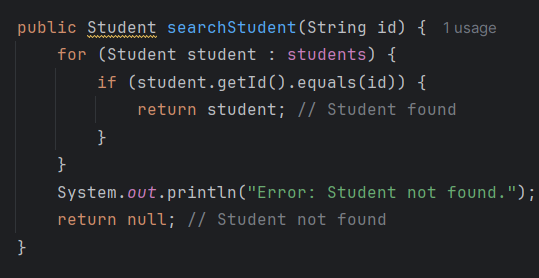 public Student searchStudent(String id) { 1 usage
for (Student student : students) {
if (student.getId().equals(id)) {
return student; // Student found
}
}
System.out.println("Error: Student not found.");
return null; // Student not found
}